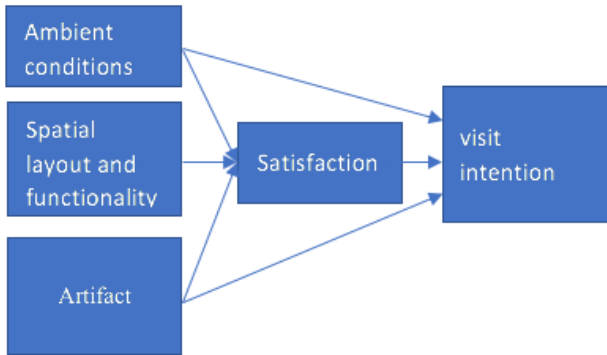 Ambient
conditions
Spatial
layout and
functionality
Artifact
Satisfaction
visit
intention